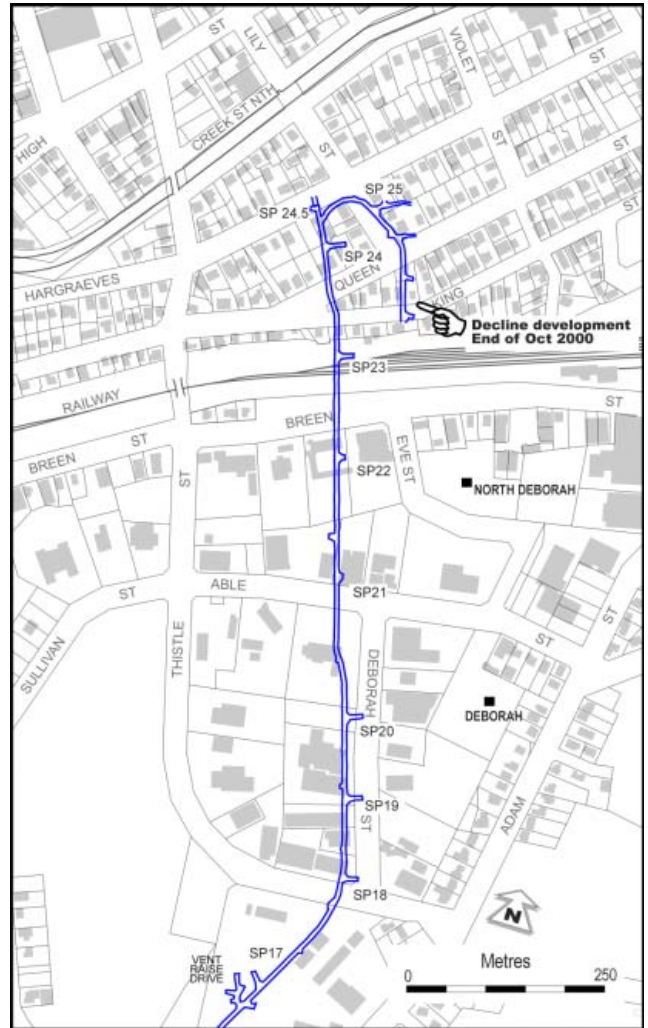 ST
LILY
VIOLET
ST
CREEK ST NTH
HIGH
ST
ST
SP 25
SP 24.5
ST
SP 24
QUEEN
HARGRAEVES
KING
Decline development
End of Oct 2000
SP23
RAILWAY
ST
BREEN
ST
BREEN
EVE ST
ST
SP22
NORTH DEBORAH
ABLE
SP21
ST
SULLIVAN
THISTLE
ST
ST
DEBORAH
DEBORAH
SP20
SP19
ST
ADAM
SP18
N
SP17
VENT
RAISE
DRIVE
Metres
0
250